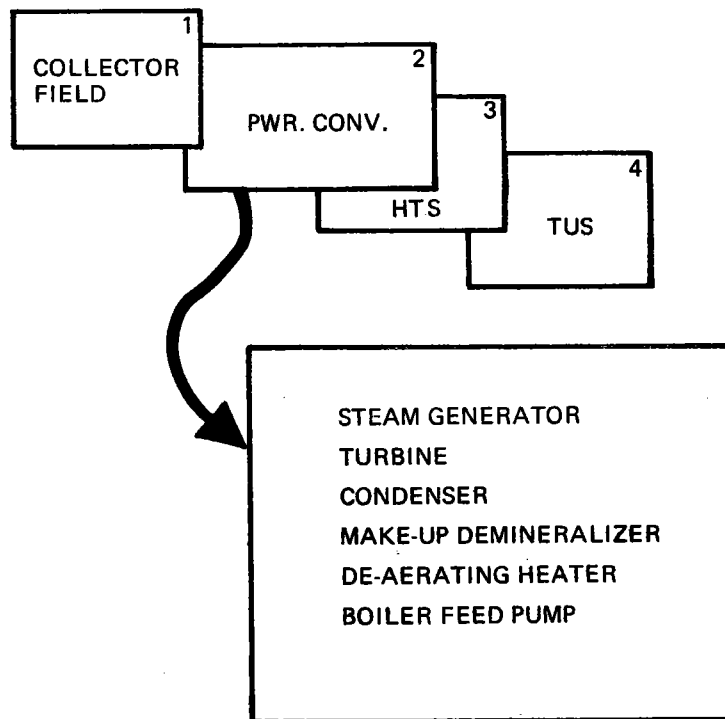 1
COLLECTOR
FIELD
2
PWR. CONV.
3
HTS
4
TUS
STEAM GENERATOR
TURBINE
CONDENSER
MAKE-UP DEMINERALIZER
DE-AERATING HEATER
BOILER FEED PUMP